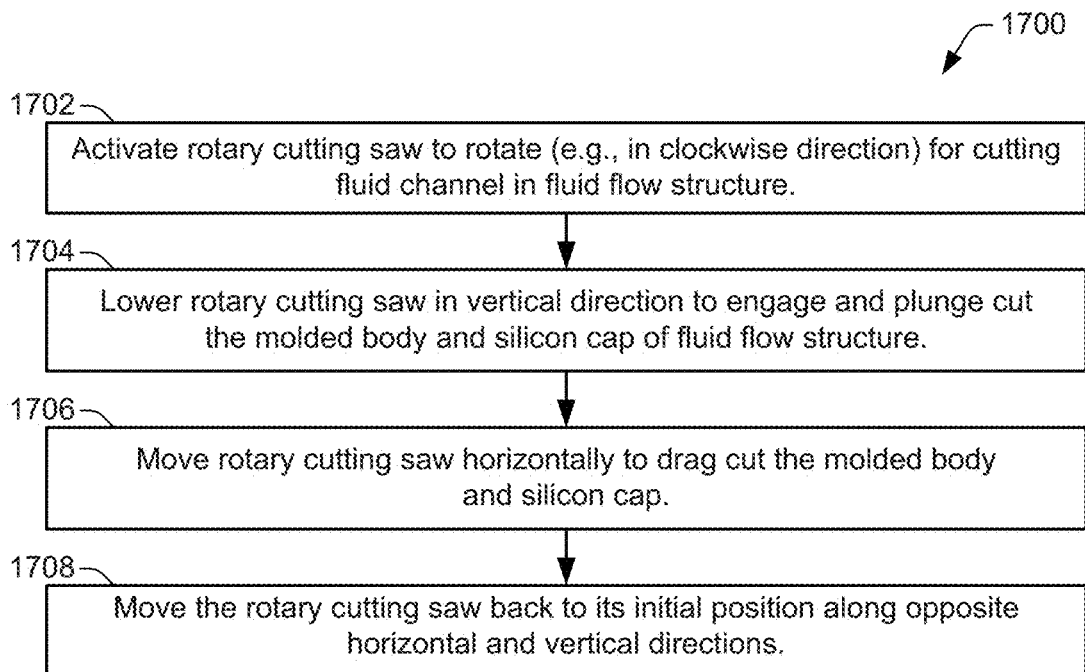 1700
1702
Activate rotary cutting saw to rotate (e.g., in clockwise direction) for cutting
fluid channel in fluid flow structure.
1704
Lower rotary cutting saw in vertical direction to engage and plunge cut
the molded body and silicon cap of fluid flow structure.
1706
Move rotary cutting saw horizontally to drag cut the molded body
and silicon cap.
1708
Move the rotary cutting saw back to its initial position along opposite
horizontal and vertical directions.